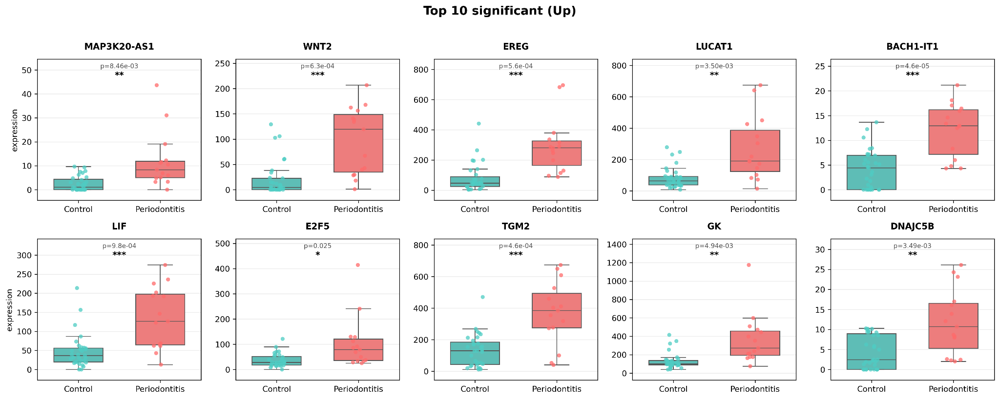 Top 10 significant (Up)
MAP3K20-AS1
WNT2
EREG
LUCAT1
BACH1-IT1
p=8.46e-03
**
p=6.3e-04
***
p=5.6e-04
***
p=3.50e-03
**
p=4.6e-05
***
expression
50
40
30
20
10
0
250
200
150
100
50
0
800
600
400
200
0
800
600
400
200
0
25
20
15
10
5
0
Control Periodontitis
Control Periodontitis
Control Periodontitis
Control Periodontitis
Control Periodontitis
LIF
E2F5
TGM2
GK
DNAJC5B
p=9.8e-04
***
p=0.025
*
p=4.6e-04
***
p=4.94e-03
**
p=3.49e-03
**
expression
300
250
200
150
100
50
0
500
400
300
200
100
0
800
600
400
200
0
1400
1200
1000
800
600
400
200
0
30
25
20
15
10
5
0
Control Periodontitis
Control Periodontitis
Control Periodontitis
Control Periodontitis
Control Periodontitis